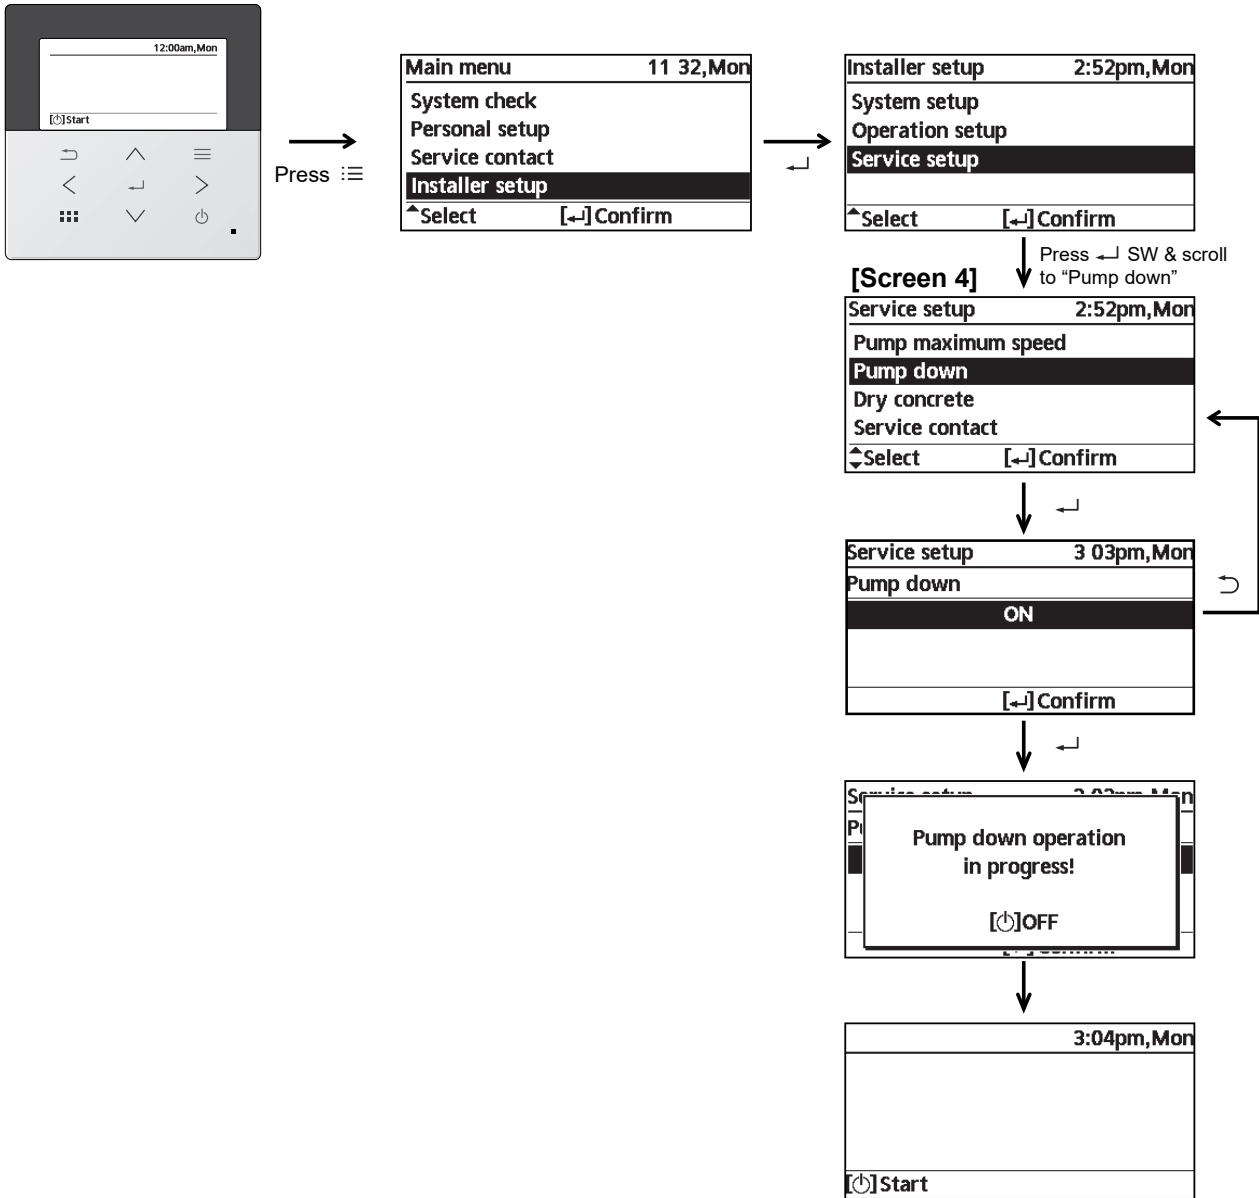 12:00am,Mon
[⏻]Start
Press
Main menu 11 32,Mon
System check
Personal setup
Service contact
Installer setup
Select [↵]Confirm
Installer setup 2:52pm,Mon
System setup
Operation setup
Service setup
Select [↵]Confirm
Press ↵ SW & scroll
to “Pump down”
[Screen 4]
Service setup 2:52pm,Mon
Pump maximum speed
Pump down
Dry concrete
Service contact
Select [↵]Confirm
Service setup 3 03pm,Mon
Pump down
ON
[↵]Confirm
Pump down operation
in progress!
[⏻]OFF
3:04pm,Mon
[⏻]Start